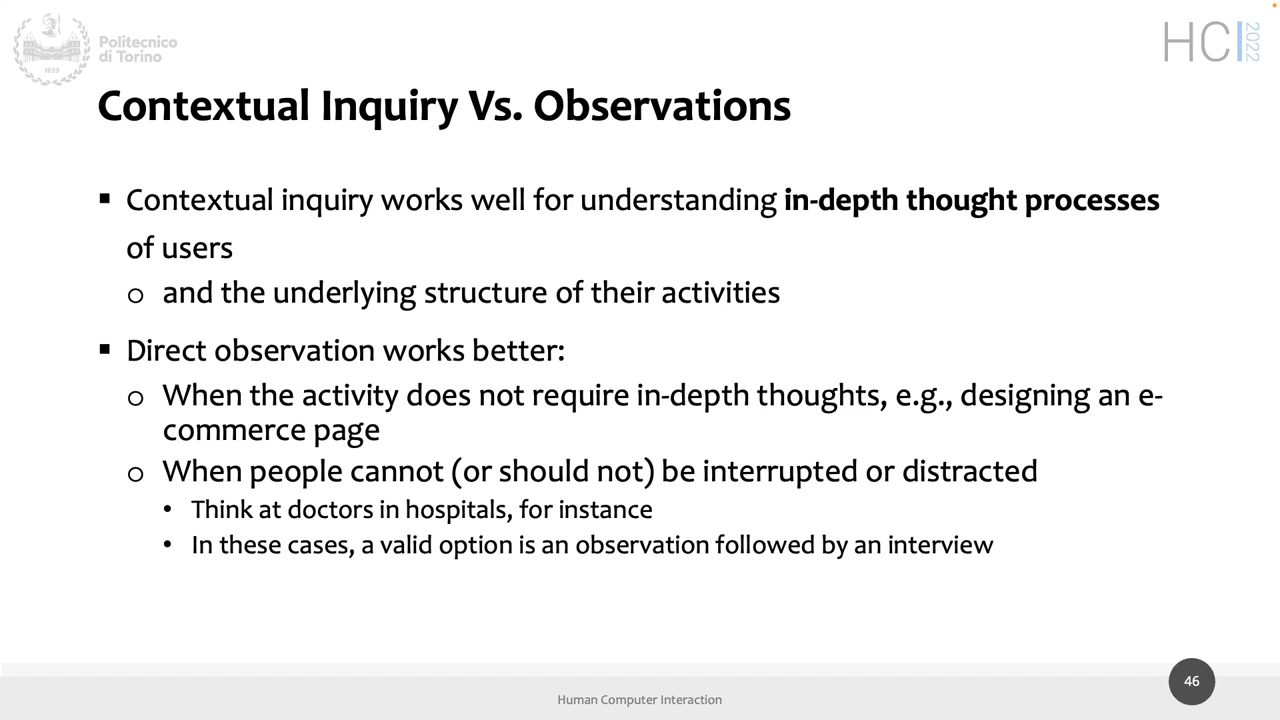 Politecnico
di Torino
1859
HCI 2022
Contextual Inquiry Vs. Observations
▪ Contextual inquiry works well for understanding in-depth thought processes
of users
o and the underlying structure of their activities
▪ Direct observation works better:
o When the activity does not require in-depth thoughts, e.g., designing an e-
commerce page
o When people cannot (or should not) be interrupted or distracted
• Think at doctors in hospitals, for instance
• In these cases, a valid option is an observation followed by an interview
46
Human Computer Interaction